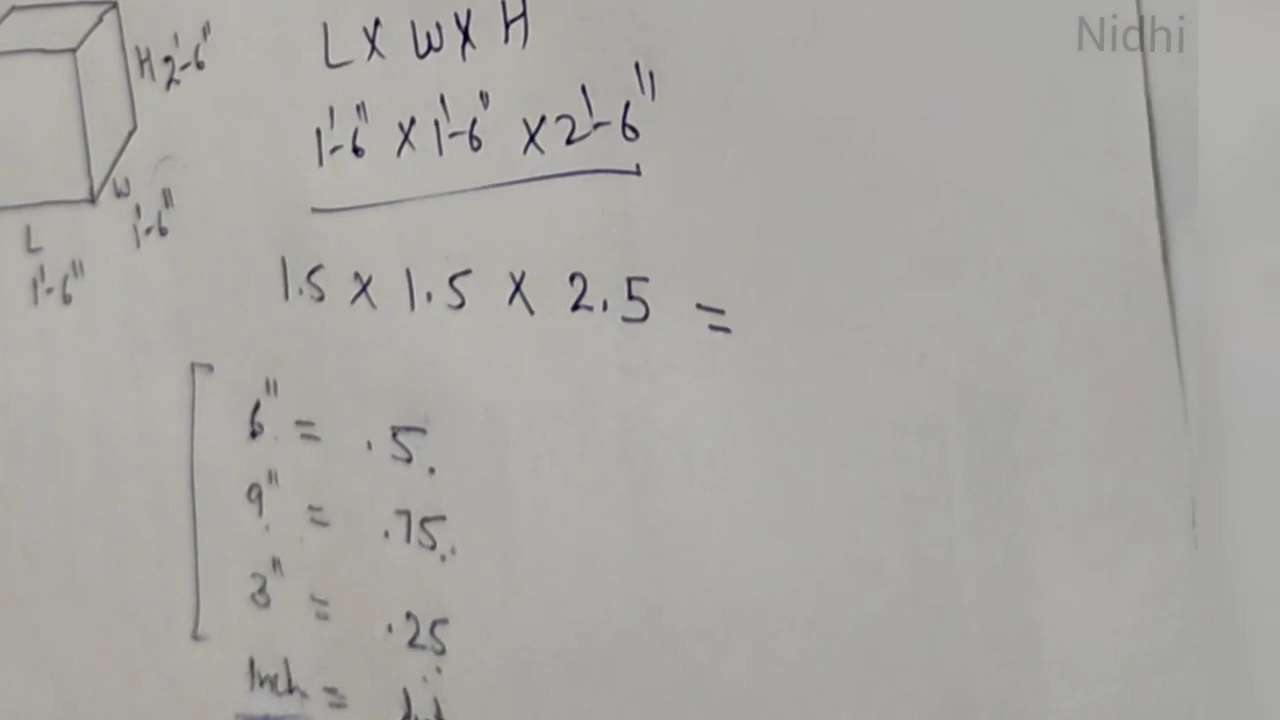 Nidhi
H 2'-6"
W
1'-6"
L
1'-6"
L X W X H
1'-6" X 1'-6" X 2'-6"
1.5 X 1.5 X 2.5 =
6" = .5.
9" = .75.
3" = .25
Inch =